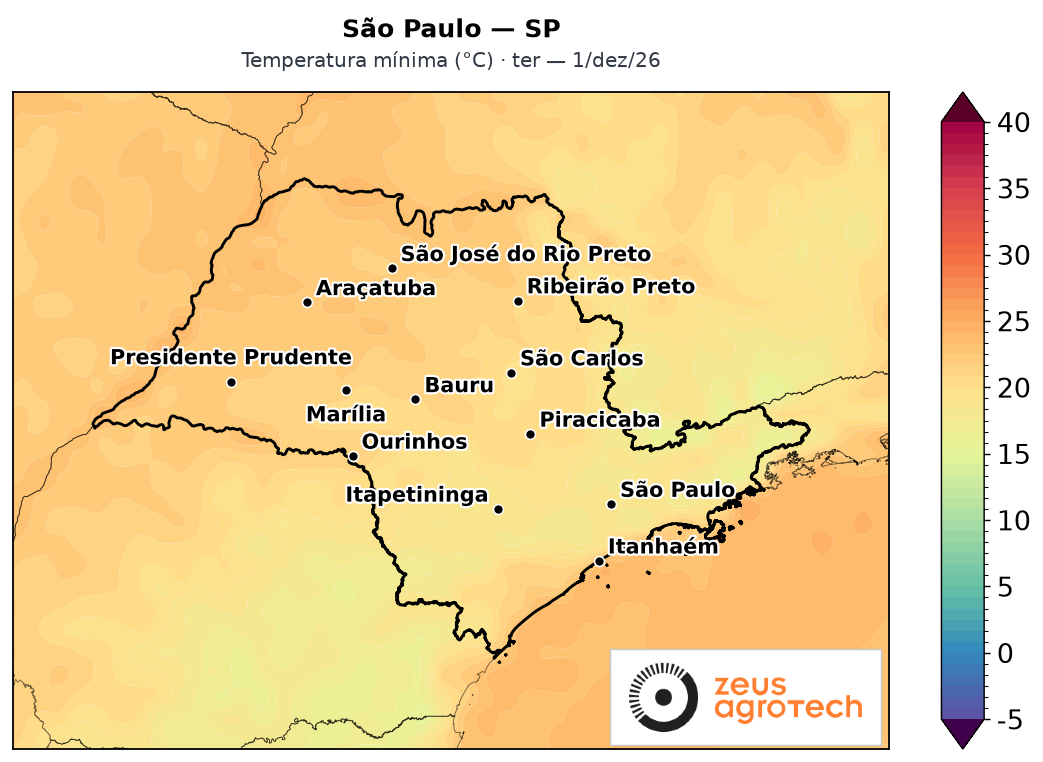 São Paulo — SP
Temperatura mínima (°C) · ter — 1/dez/26
São José do Rio Preto
Araçatuba
Ribeirão Preto
Presidente Prudente
São Carlos
Bauru
Marília
Piracicaba
Ourinhos
Itapetininga
São Paulo
Itanhaém
40
35
30
25
20
15
10
5
0
-5
zeus
agrotech